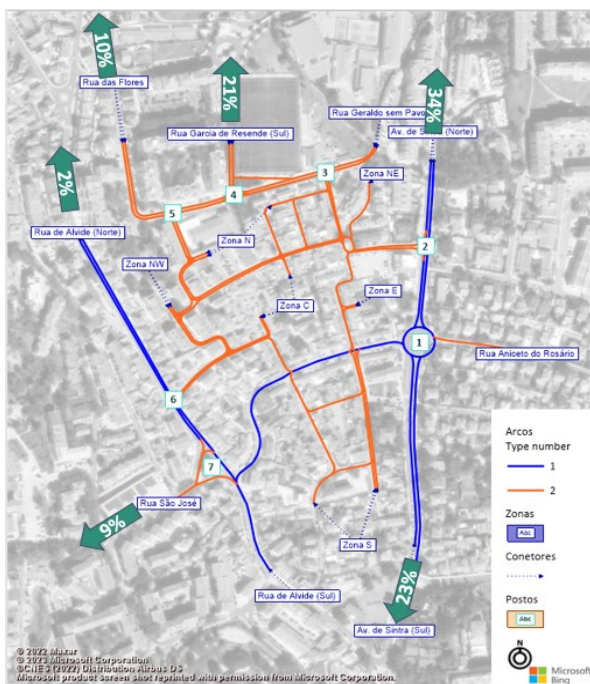 10%
Rua das Flores
21%
Rua Garcia de Resende (Sul)
34%
Rua Geraldo sem Pavo
Av. de S (Norte)
2%
Rua de Alvide (Norte)
Zona NE
3
4
5
2
Zona N
Zona NW
Zona C
Zona E
1
Rua Aniceto do Rosário
6
7
Rua São José
9%
Zona S
Rua de Alvide (Sul)
23%
Av. de Sintra (Sul)
Arcos
Type number
1
2
Zonas
Abc
Conetores
Postos
Abc
N
Microsoft
Bing
© 2022 Maxar
© 2023 Microsoft Corporation
©CNES (2022) Distribution Airbus DS
Microsoft product screen shot reprinted with permission from Microsoft Corporation.